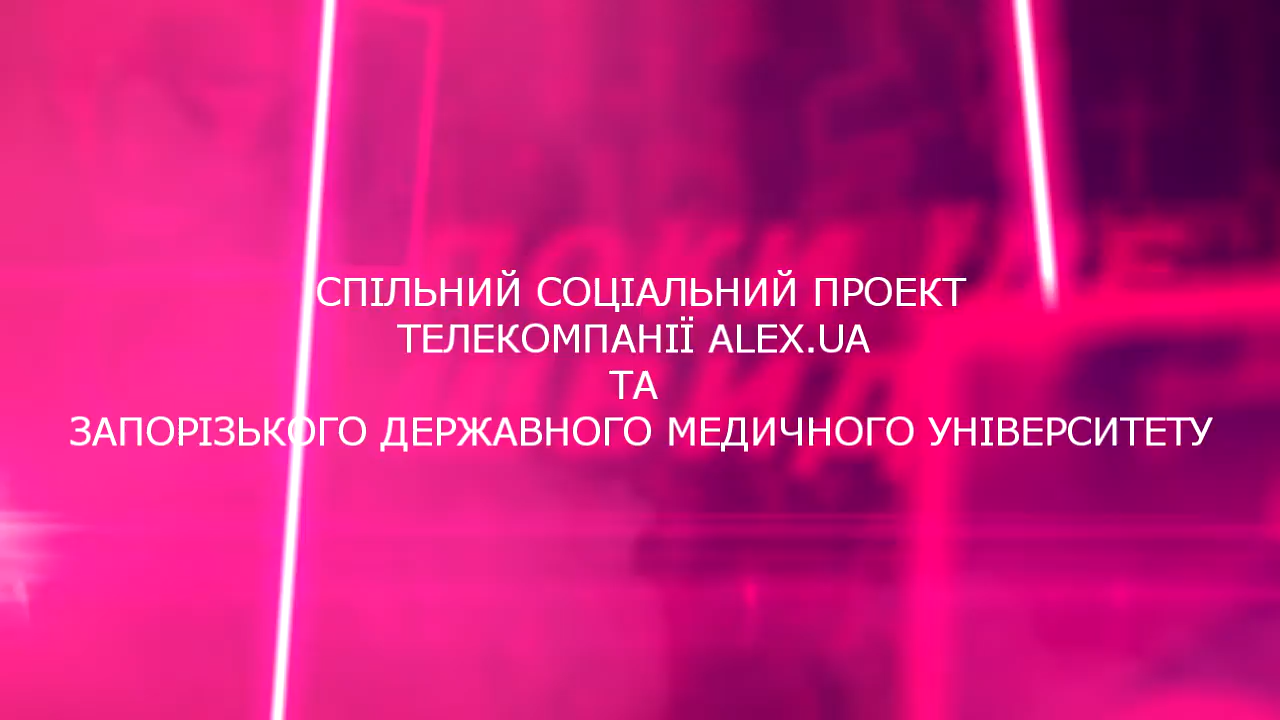 СПІЛЬНИЙ СОЦІАЛЬНИЙ ПРОЕКТ
ТЕЛЕКОМПАНІЇ ALEX.UA
ТА
ЗАПОРІЗЬКОГО ДЕРЖАВНОГО МЕДИЧНОГО УНІВЕРСИТЕТУ